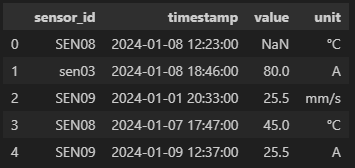 sensor_id timestamp value unit
0 SEN08 2024-01-08 12:23:00 NaN °C
1 sen03 2024-01-08 18:46:00 80.0 A
2 SEN09 2024-01-01 20:33:00 25.5 mm/s
3 SEN08 2024-01-07 17:47:00 45.0 °C
4 SEN09 2024-01-09 12:37:00 25.5 A